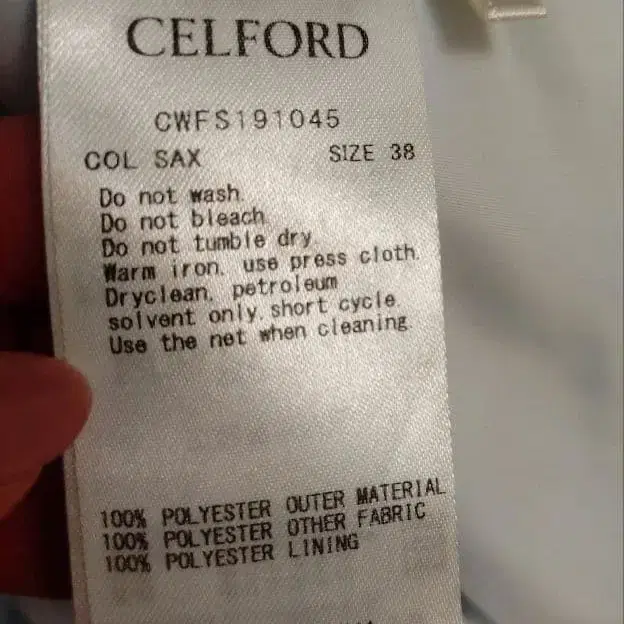 CELFORD
CWFS191045
COL SAX SIZE 38
Do not wash.
Do not bleach.
Do not tumble dry.
Warm iron. use press cloth.
Dryclean. petroleum
solvent only. short cycle.
Use the net when cleaning.
100% POLYESTER OUTER MATERIAL
100% POLYESTER OTHER FABRIC
100% POLYESTER LINING